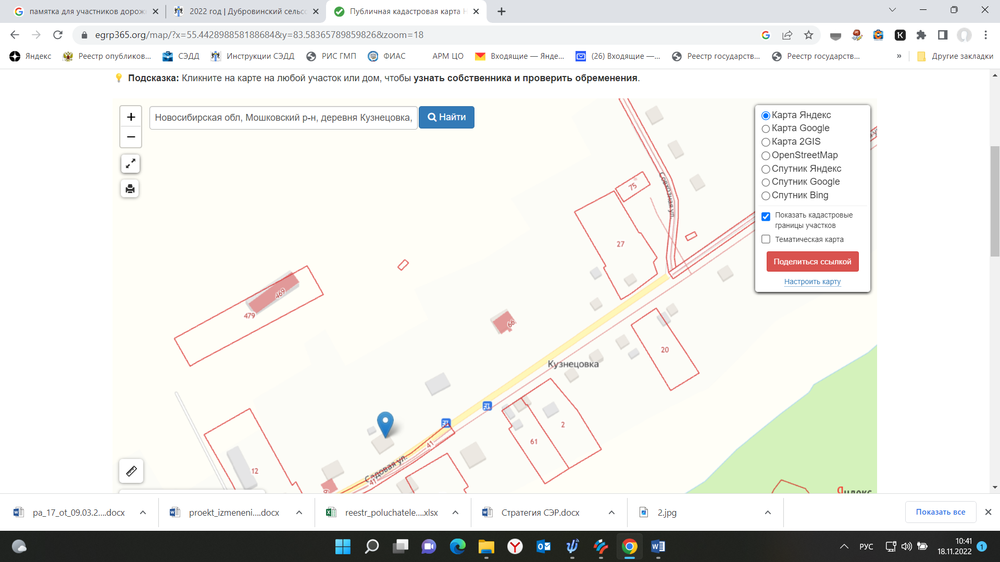 памятка для участников дорож
2022 год | Дубровинский сельс
Публичная кадастровая карта Н
egrp365.org/map/?x=55.442898858188684&y=83.58365789859826&zoom=18
Яндекс
Реестр опубликов...
СЭДД
Инструкции СЭДД
РИС ГМП
ФИАС
АРМ ЦО
Входящие — Янде...
(26) Входящие —...
Реестр государств...
Реестр государств...
»
Другие закладки
Подсказка: Кликните на карте на любой участок или дом, чтобы узнать собственника и проверить обременения.
+
−
Новосибирская обл, Мошковский р-н, деревня Кузнецовка,
Найти
Карта Яндекс
Карта Google
Карта 2GIS
OpenStreetMap
Спутник Яндекс
Спутник Google
Спутник Bing
Показать кадастровые
границы участков
Тематическая карта
Поделиться ссылкой
Настроить карту
Совхозная ул.
75
27
469
479
66
20
Кузнецовка
2
61
41
Садовая ул.
41
12
Яндекс
pa_17_ot_09.03.2....docx
proekt_izmeneni....docx
reestr_poluchatele....xlsx
Стратегия СЭР.docx
2.jpg
Показать все
РУС
10:41
18.11.2022
1